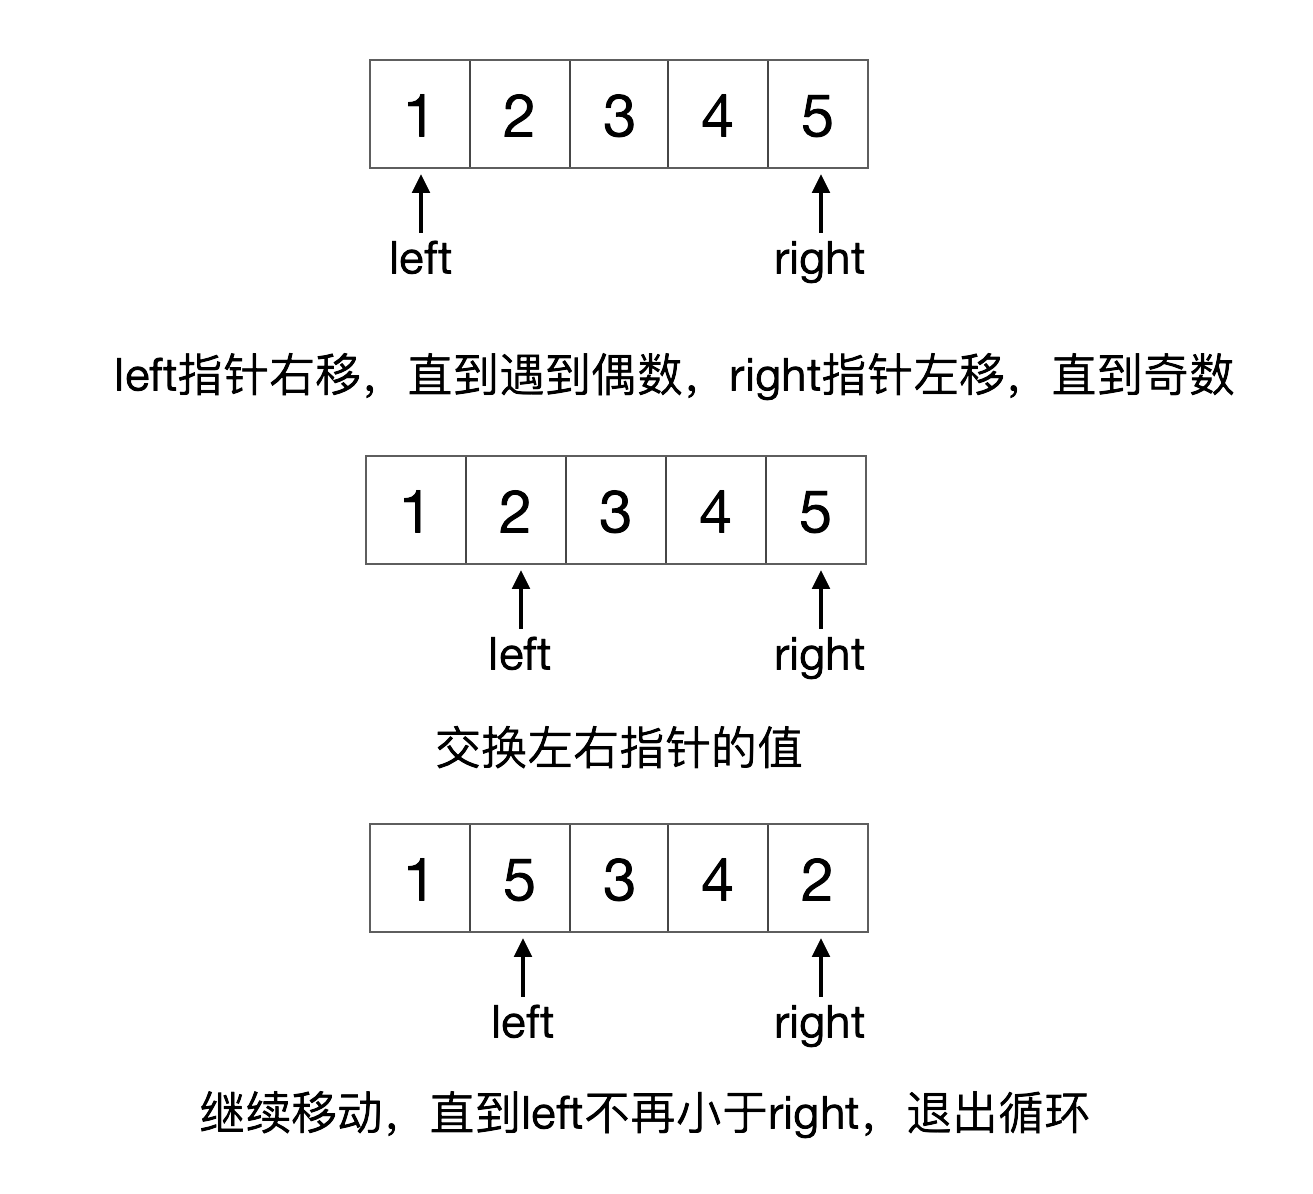 1 2 3 4 5
left right
left指针右移，直到遇到偶数，right指针左移，直到奇数
1 2 3 4 5
left right
交换左右指针的值
1 5 3 4 2
left right
继续移动，直到left不再小于right，退出循环